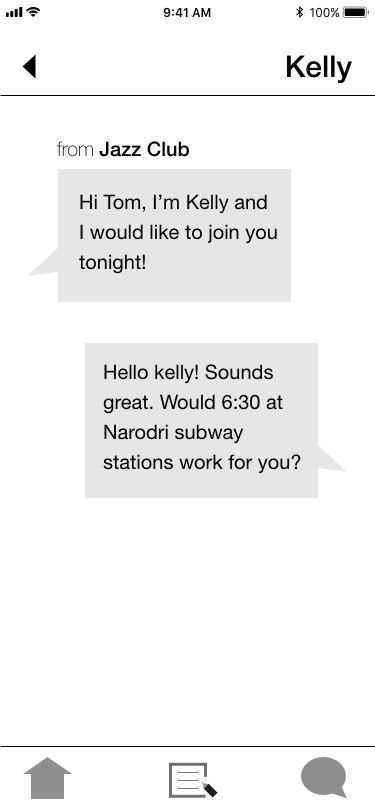 9:41 AM 100%
Kelly
from Jazz Club
Hi Tom, I’m Kelly and
I would like to join you
tonight!
Hello kelly! Sounds
great. Would 6:30 at
Narodri subway
stations work for you?